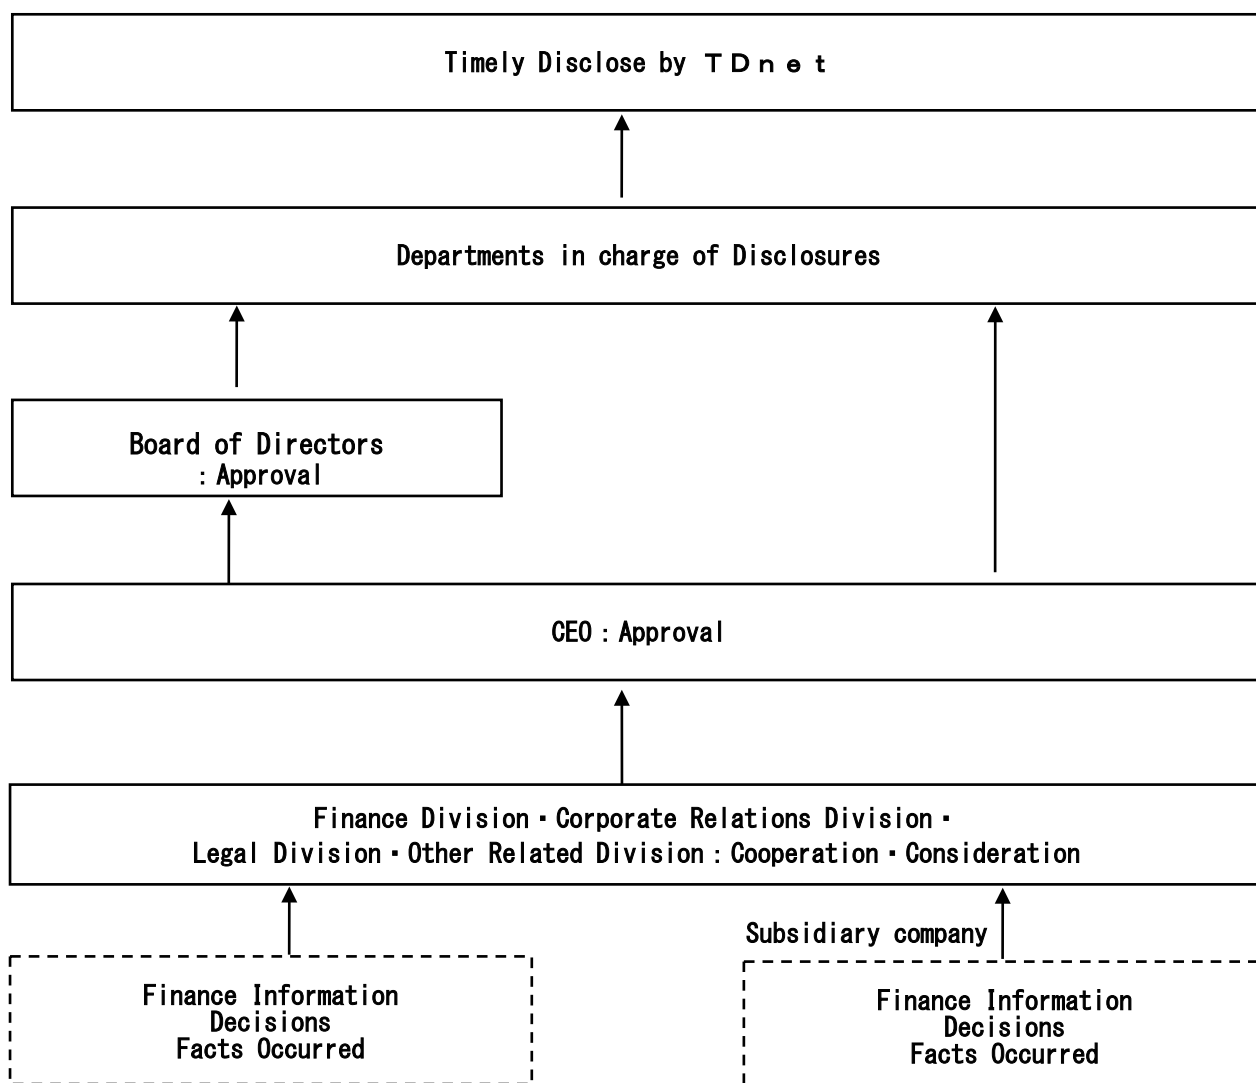 Timely Disclose by ＴＤｎｅｔ
Departments in charge of Disclosures
Board of Directors
：Approval
CEO：Approval
Finance Division・Corporate Relations Division・
Legal Division・Other Related Division：Cooperation・Consideration
Subsidiary company
Finance Information
Decisions
Facts Occurred
Finance Information
Decisions
Facts Occurred